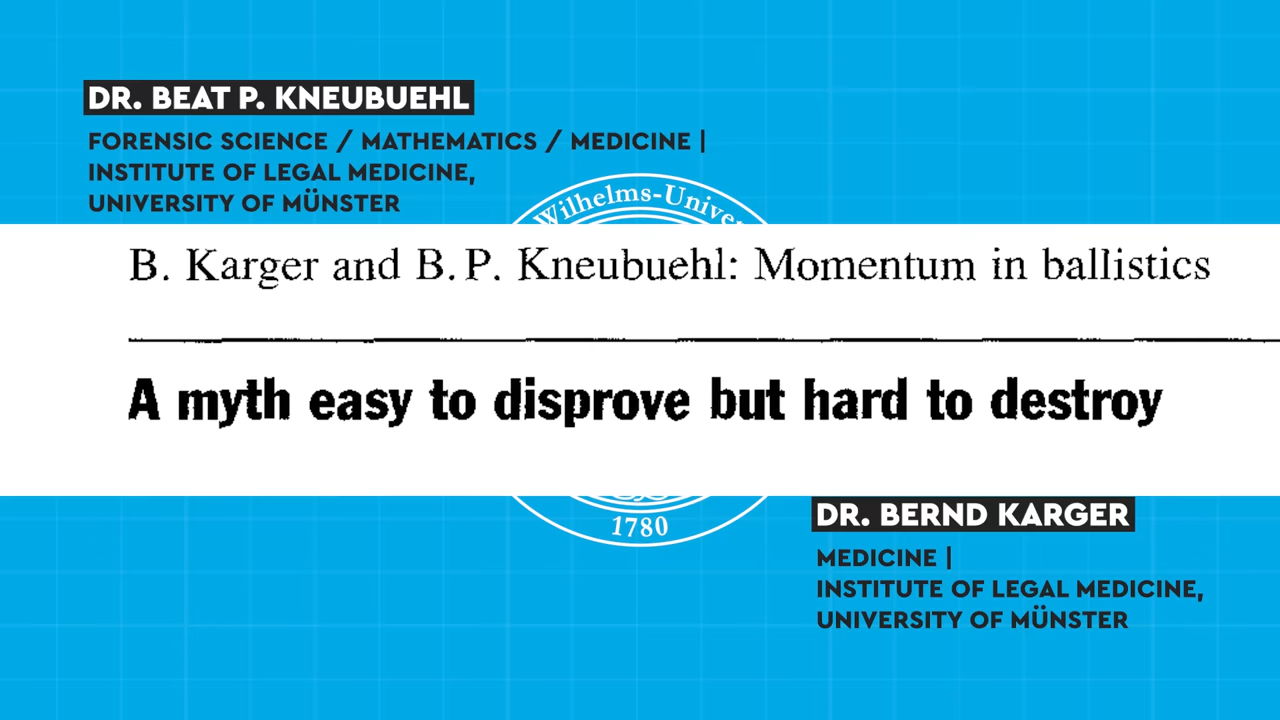 DR. BEAT P. KNEUBUEHL
FORENSIC SCIENCE / MATHEMATICS / MEDICINE |
INSTITUTE OF LEGAL MEDICINE,
UNIVERSITY OF MÜNSTER
Wilhelms-Univer
B. Karger and B. P. Kneubuehl: Momentum in ballistics
A myth easy to disprove but hard to destroy
1780
DR. BERND KARGER
MEDICINE |
INSTITUTE OF LEGAL MEDICINE,
UNIVERSITY OF MÜNSTER